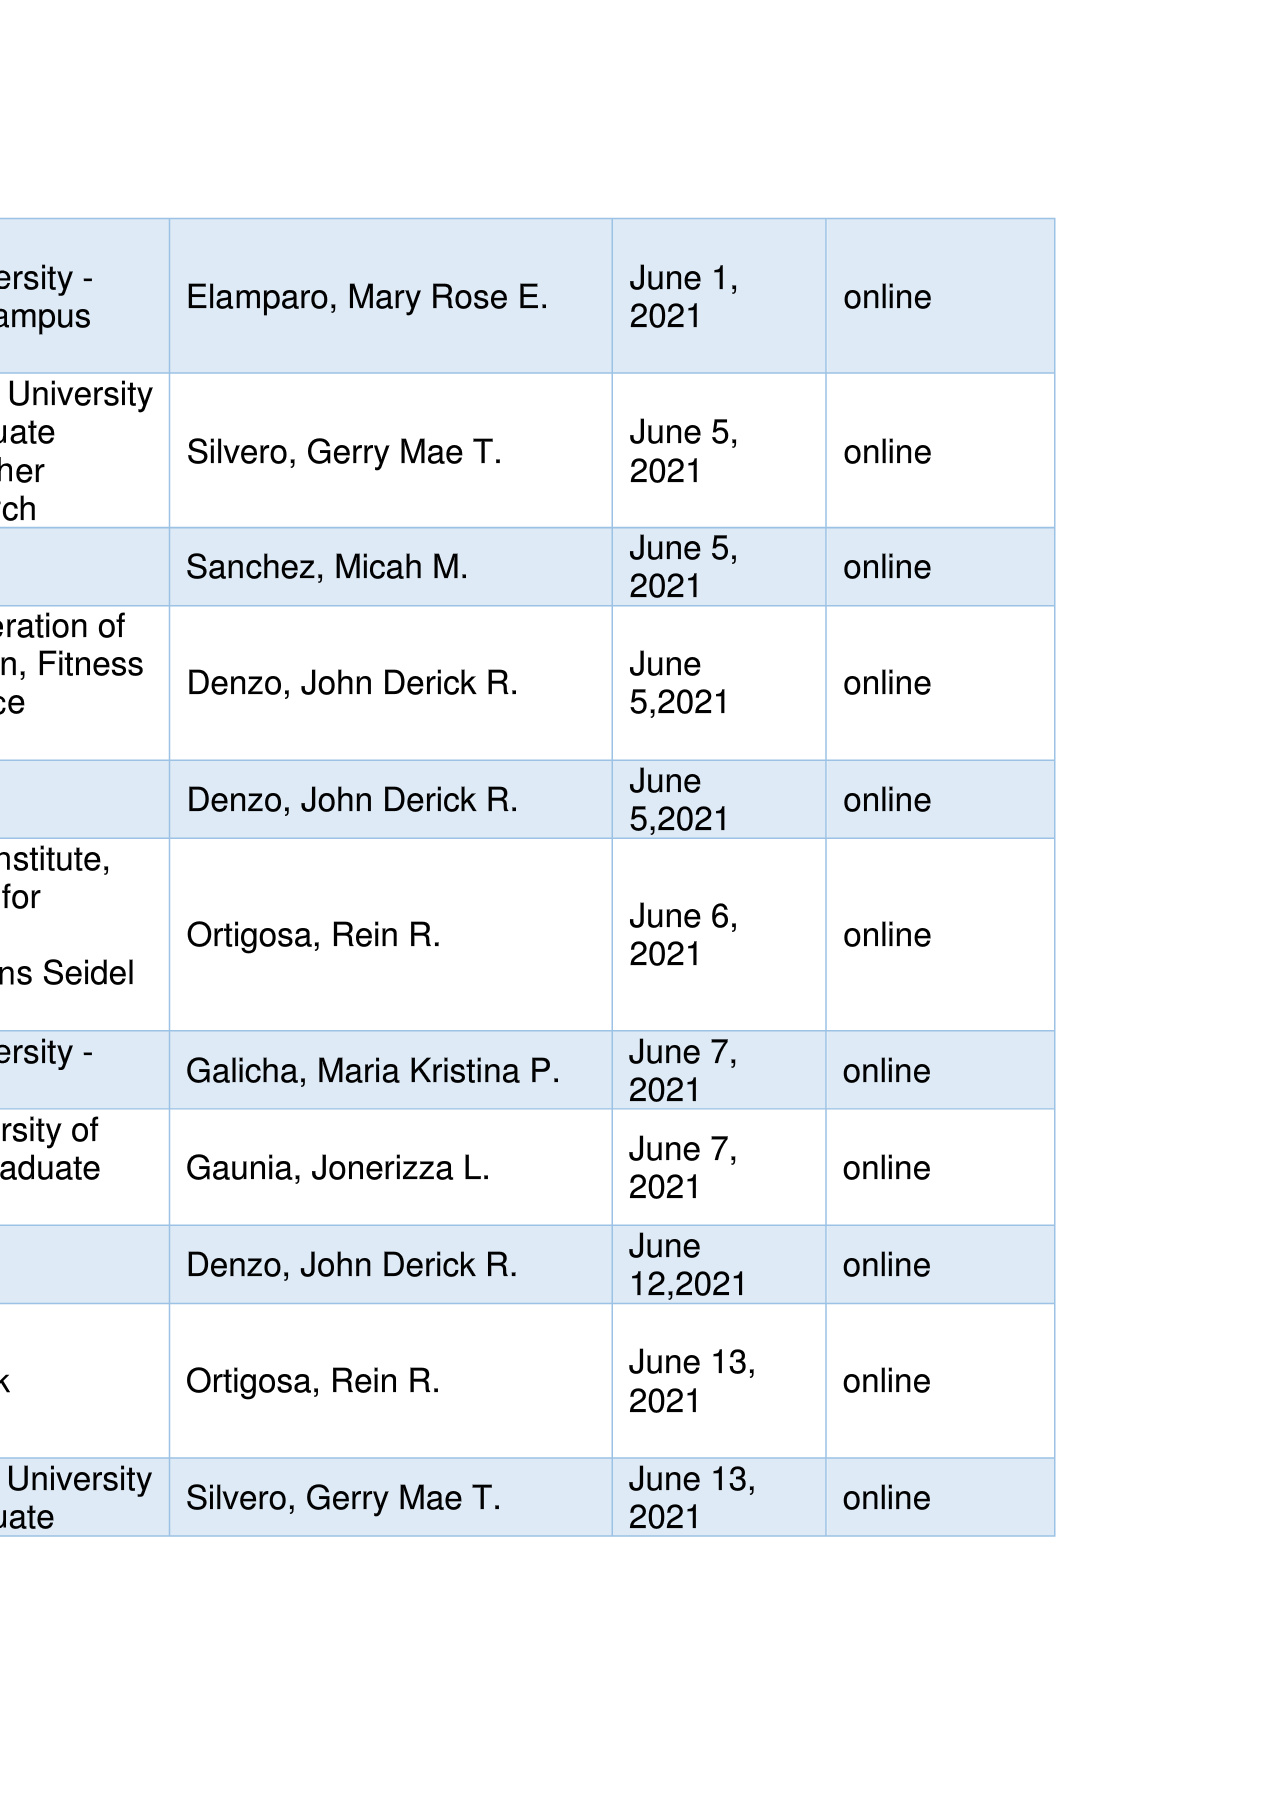 ersity -
ampus
Elamparo, Mary Rose E.
June 1,
2021
online
University
uate
her
rch
Silvero, Gerry Mae T.
June 5,
2021
online
Sanchez, Micah M.
June 5,
2021
online
eration of
n, Fitness
ce
Denzo, John Derick R.
June
5,2021
online
Denzo, John Derick R.
June
5,2021
online
nstitute,
for
ns Seidel
Ortigosa, Rein R.
June 6,
2021
online
ersity -
Galicha, Maria Kristina P.
June 7,
2021
online
rsity of
aduate
Gaunia, Jonerizza L.
June 7,
2021
online
Denzo, John Derick R.
June
12,2021
online
k
Ortigosa, Rein R.
June 13,
2021
online
University
uate
Silvero, Gerry Mae T.
June 13,
2021
online